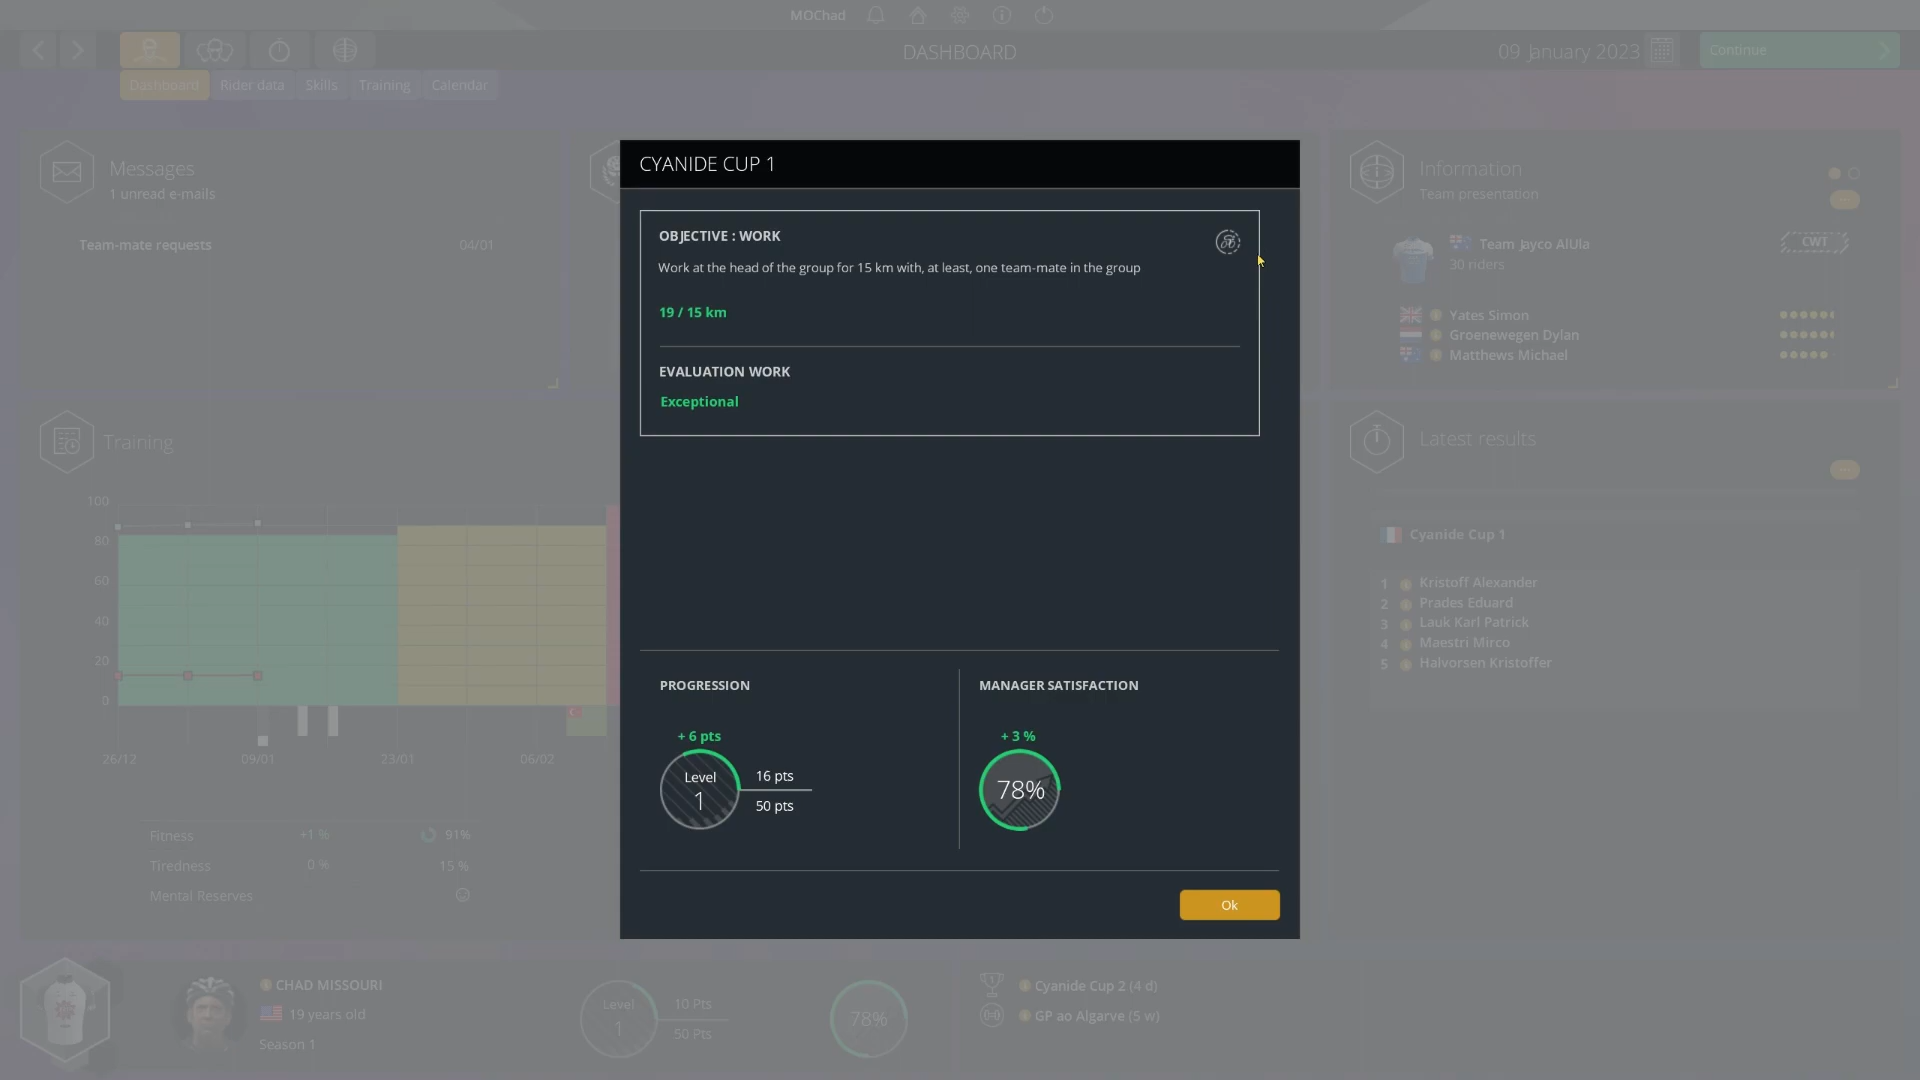 MOChad
DASHBOARD
09 January 2023
Continue
Dashboard
Rider data
Skills
Training
Calendar
Messages
1 unread e-mails
Team-mate requests
04/01
CYANIDE CUP 1
OBJECTIVE : WORK
Work at the head of the group for 15 km with, at least, one team-mate in the group
19 / 15 km
EVALUATION WORK
Exceptional
PROGRESSION
+ 6 pts
Level
1
16 pts
50 pts
MANAGER SATISFACTION
+ 3 %
78%
Ok
Information
Team presentation
Team Jayco AlUla
CWT
30 riders
Yates Simon
Groenewegen Dylan
Matthews Michael
Training
100
80
60
40
20
0
26/12
09/01
23/01
06/02
Fitness
+1 %
91%
Tiredness
0 %
15 %
Mental Reserves
Latest results
Cyanide Cup 1
1 Kristoff Alexander
2 Prades Eduard
3 Lauk Karl Patrick
4 Maestri Mirco
5 Halvorsen Kristoffer
CHAD MISSOURI
19 years old
Season 1
Level
1
10 Pts
50 Pts
78%
Cyanide Cup 2 (4 d)
GP ao Algarve (5 w)